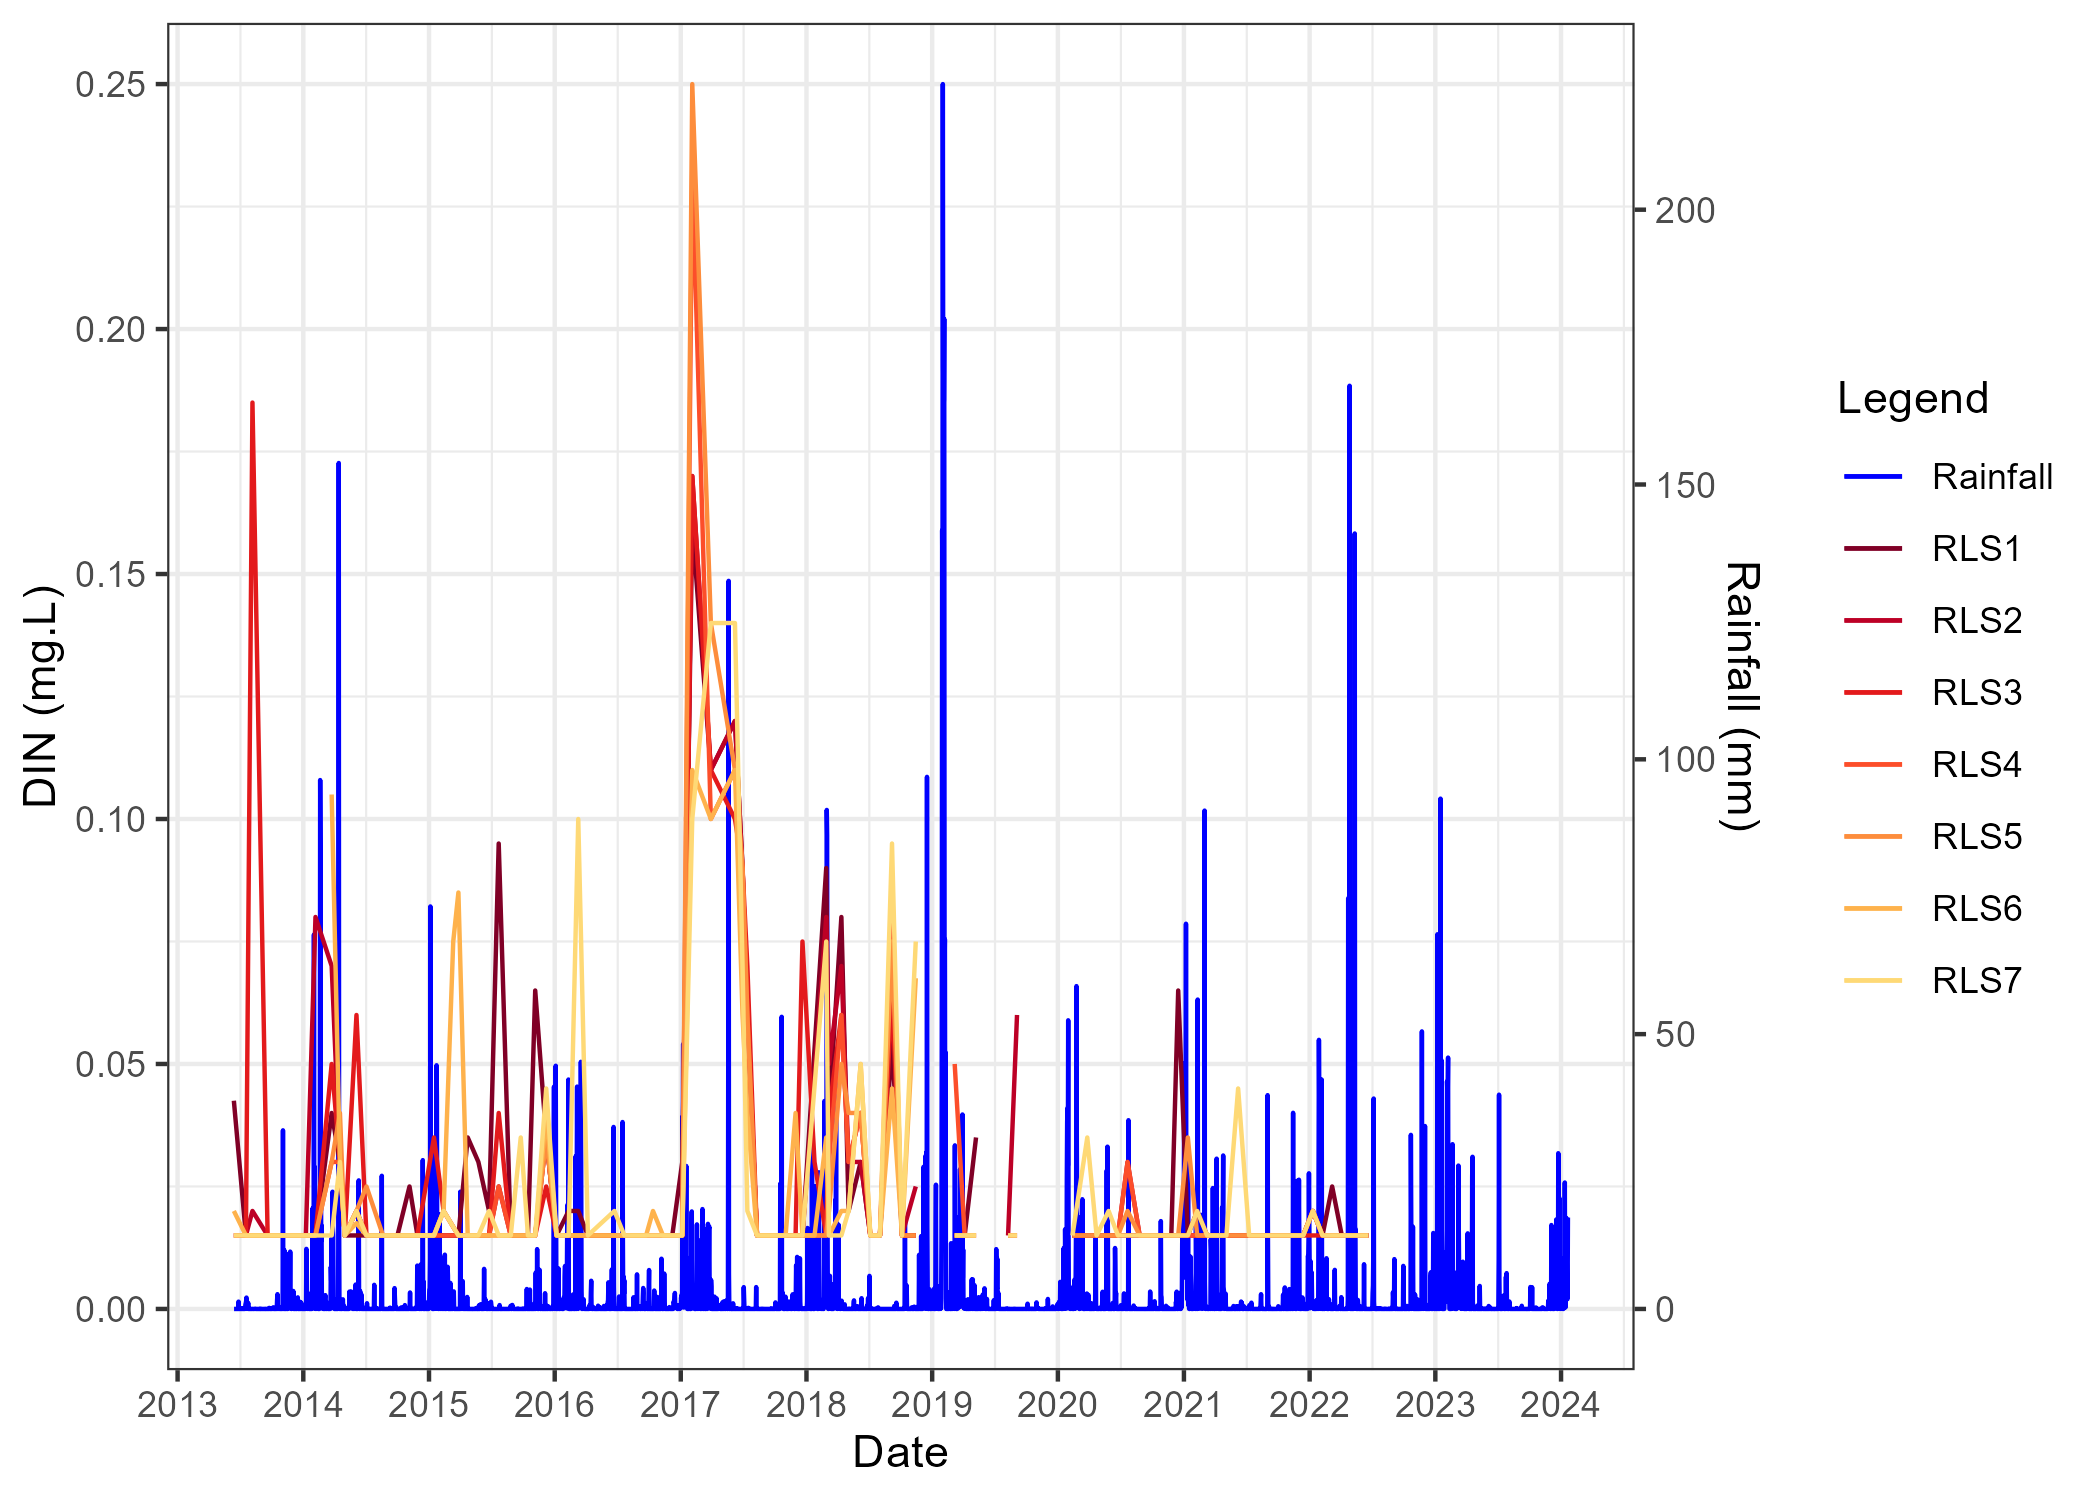 0.25
0.20
0.15
0.10
0.05
0.00
DIN (mg.L)
200
150
100
50
0
Rainfall (mm)
2013 2014 2015 2016 2017 2018 2019 2020 2021 2022 2023 2024
Date
Legend
Rainfall
RLS1
RLS2
RLS3
RLS4
RLS5
RLS6
RLS7